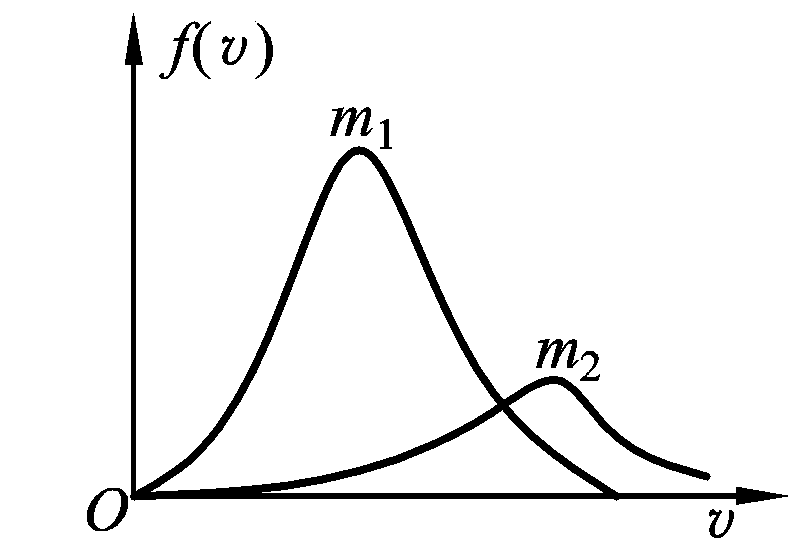 f(v)
m₁
m₂
O
v